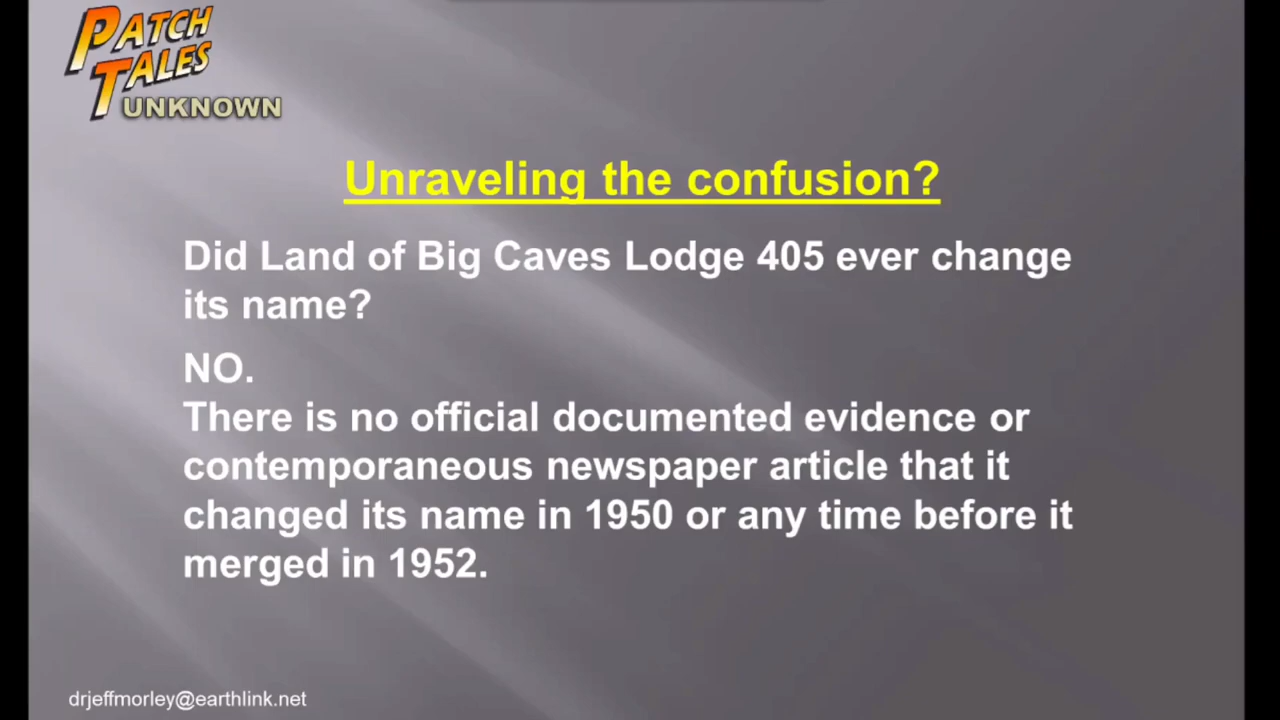 PATCH
TALES
UNKNOWN
Unraveling the confusion?
Did Land of Big Caves Lodge 405 ever change
its name?
NO.
There is no official documented evidence or
contemporaneous newspaper article that it
changed its name in 1950 or any time before it
merged in 1952.
drjeffmorley@earthlink.net